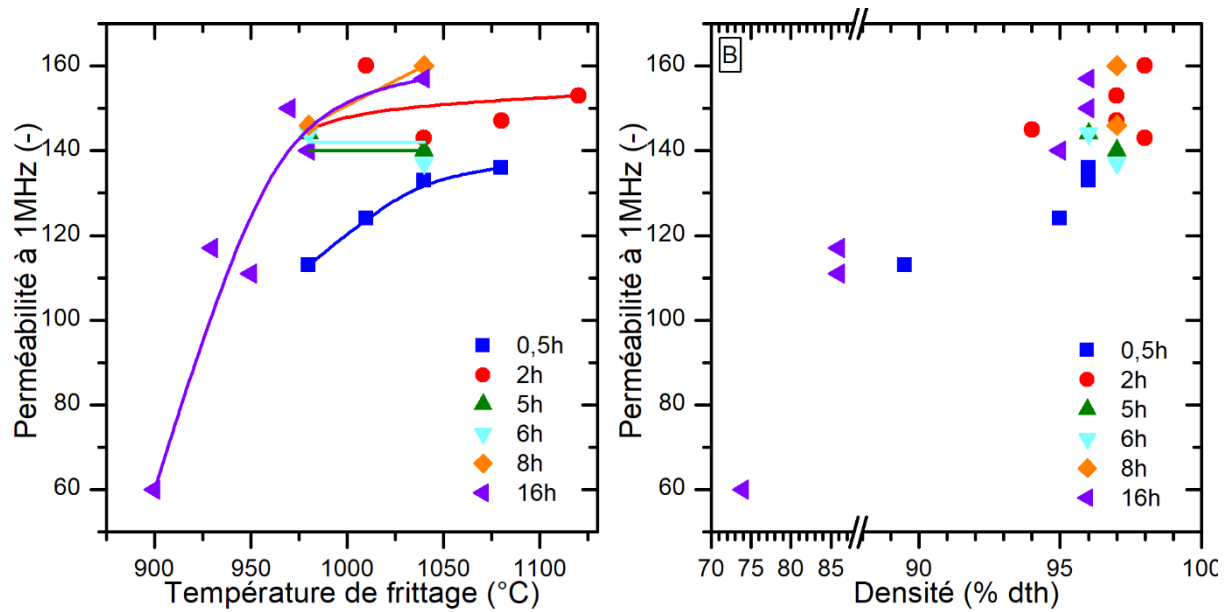 160
140
120
100
80
60
Perméabilité à 1MHz (-)
0,5h
2h
5h
6h
8h
16h
900
950
1000
1050
1100
Température de frittage (°C)
B
160
140
120
100
80
60
Perméabilité à 1MHz (-)
0,5h
2h
5h
6h
8h
16h
70
75
80
85
90
95
100
Densité (% dth)